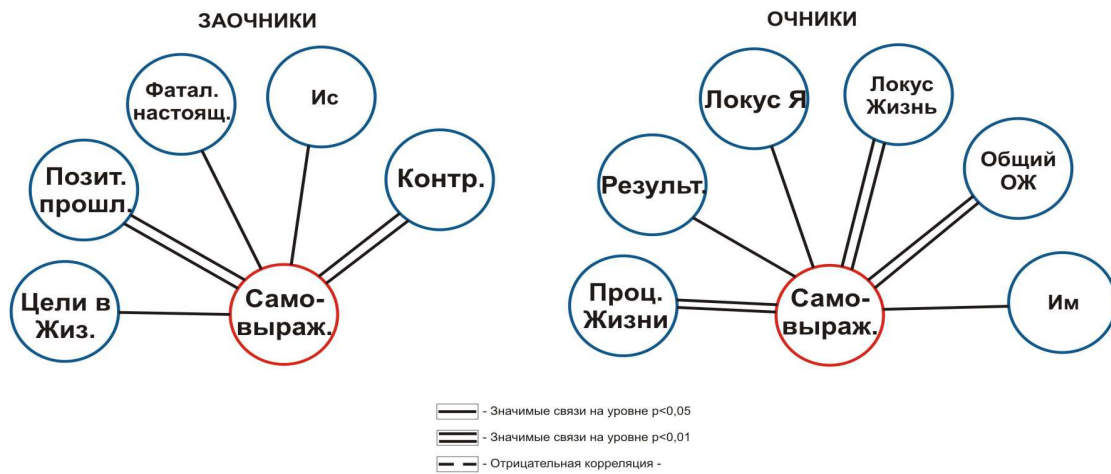 ЗАОЧНИКИ
Фатал.
настоящ.
Ис
Позит.
прошл.
Контр.
Цели в
Жиз.
Само-
выраж.
ОЧНИКИ
Локус Я
Локус
Жизнь
Результ.
Общий
ОЖ
Проц.
Жизни
Само-
выраж.
Им
- Значимые связи на уровне p<0,05
- Значимые связи на уровне p<0,01
- Отрицательная корреляция -